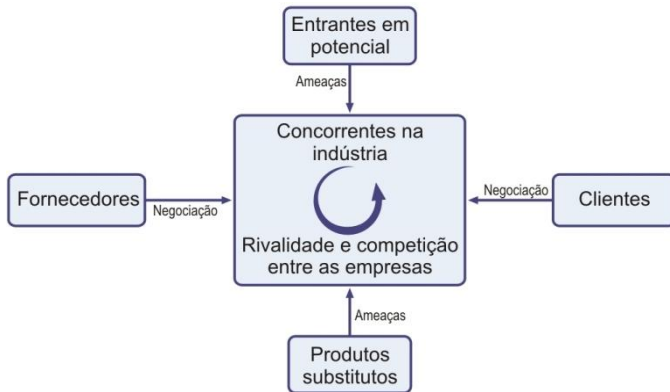 Entrantes em
potencial
Ameaças
Concorrentes na
indústria
Fornecedores
Negociação
Negociação
Clientes
Rivalidade e competição
entre as empresas
Ameaças
Produtos
substitutos